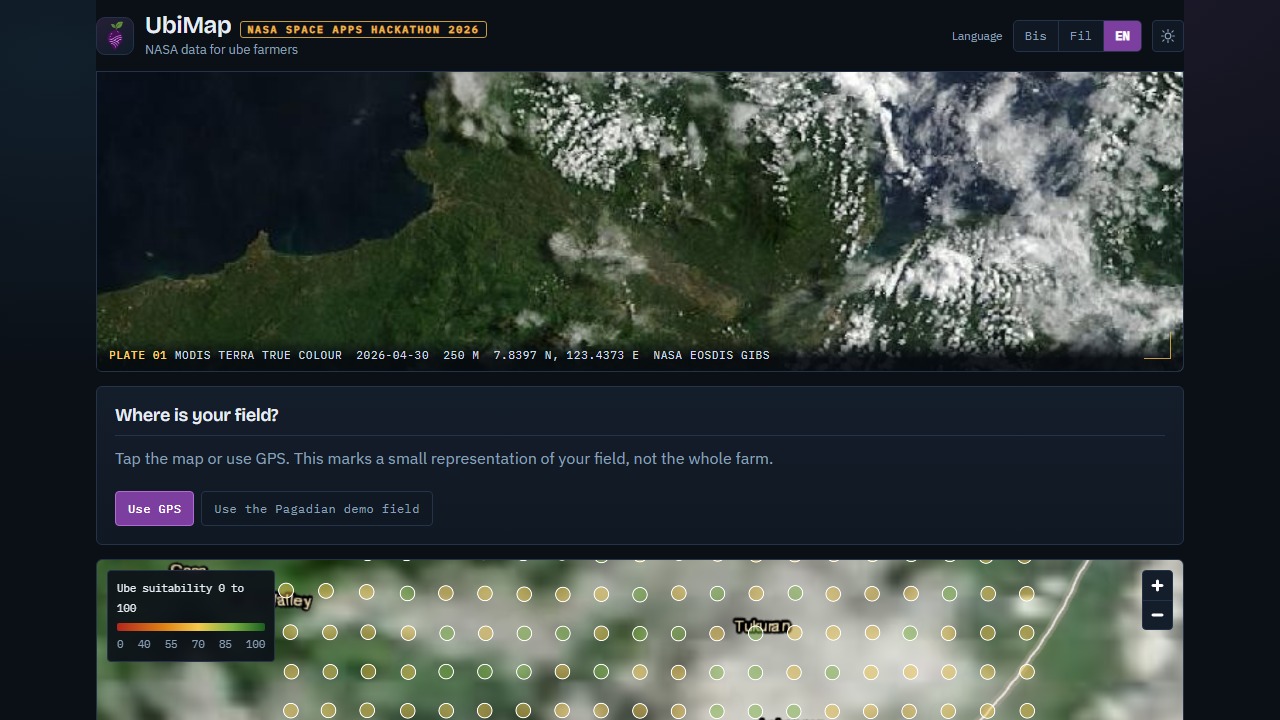 UbiMap NASA SPACE APPS HACKATHON 2026
NASA data for ube farmers
Language Bis Fil EN
PLATE 01 MODIS TERRA TRUE COLOUR 2026-04-30 250 M 7.8397 N, 123.4373 E NASA EOSDIS GIBS
Where is your field?
Tap the map or use GPS. This marks a small representation of your field, not the whole farm.
Use GPS Use the Pagadian demo field
Ube suitability 0 to
100
0 40 55 70 85 100
Valley
Tukuran
+
−